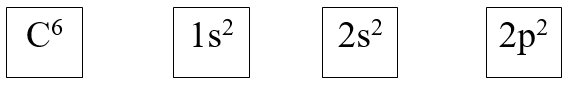 C⁶ 1s² 2s² 2p²